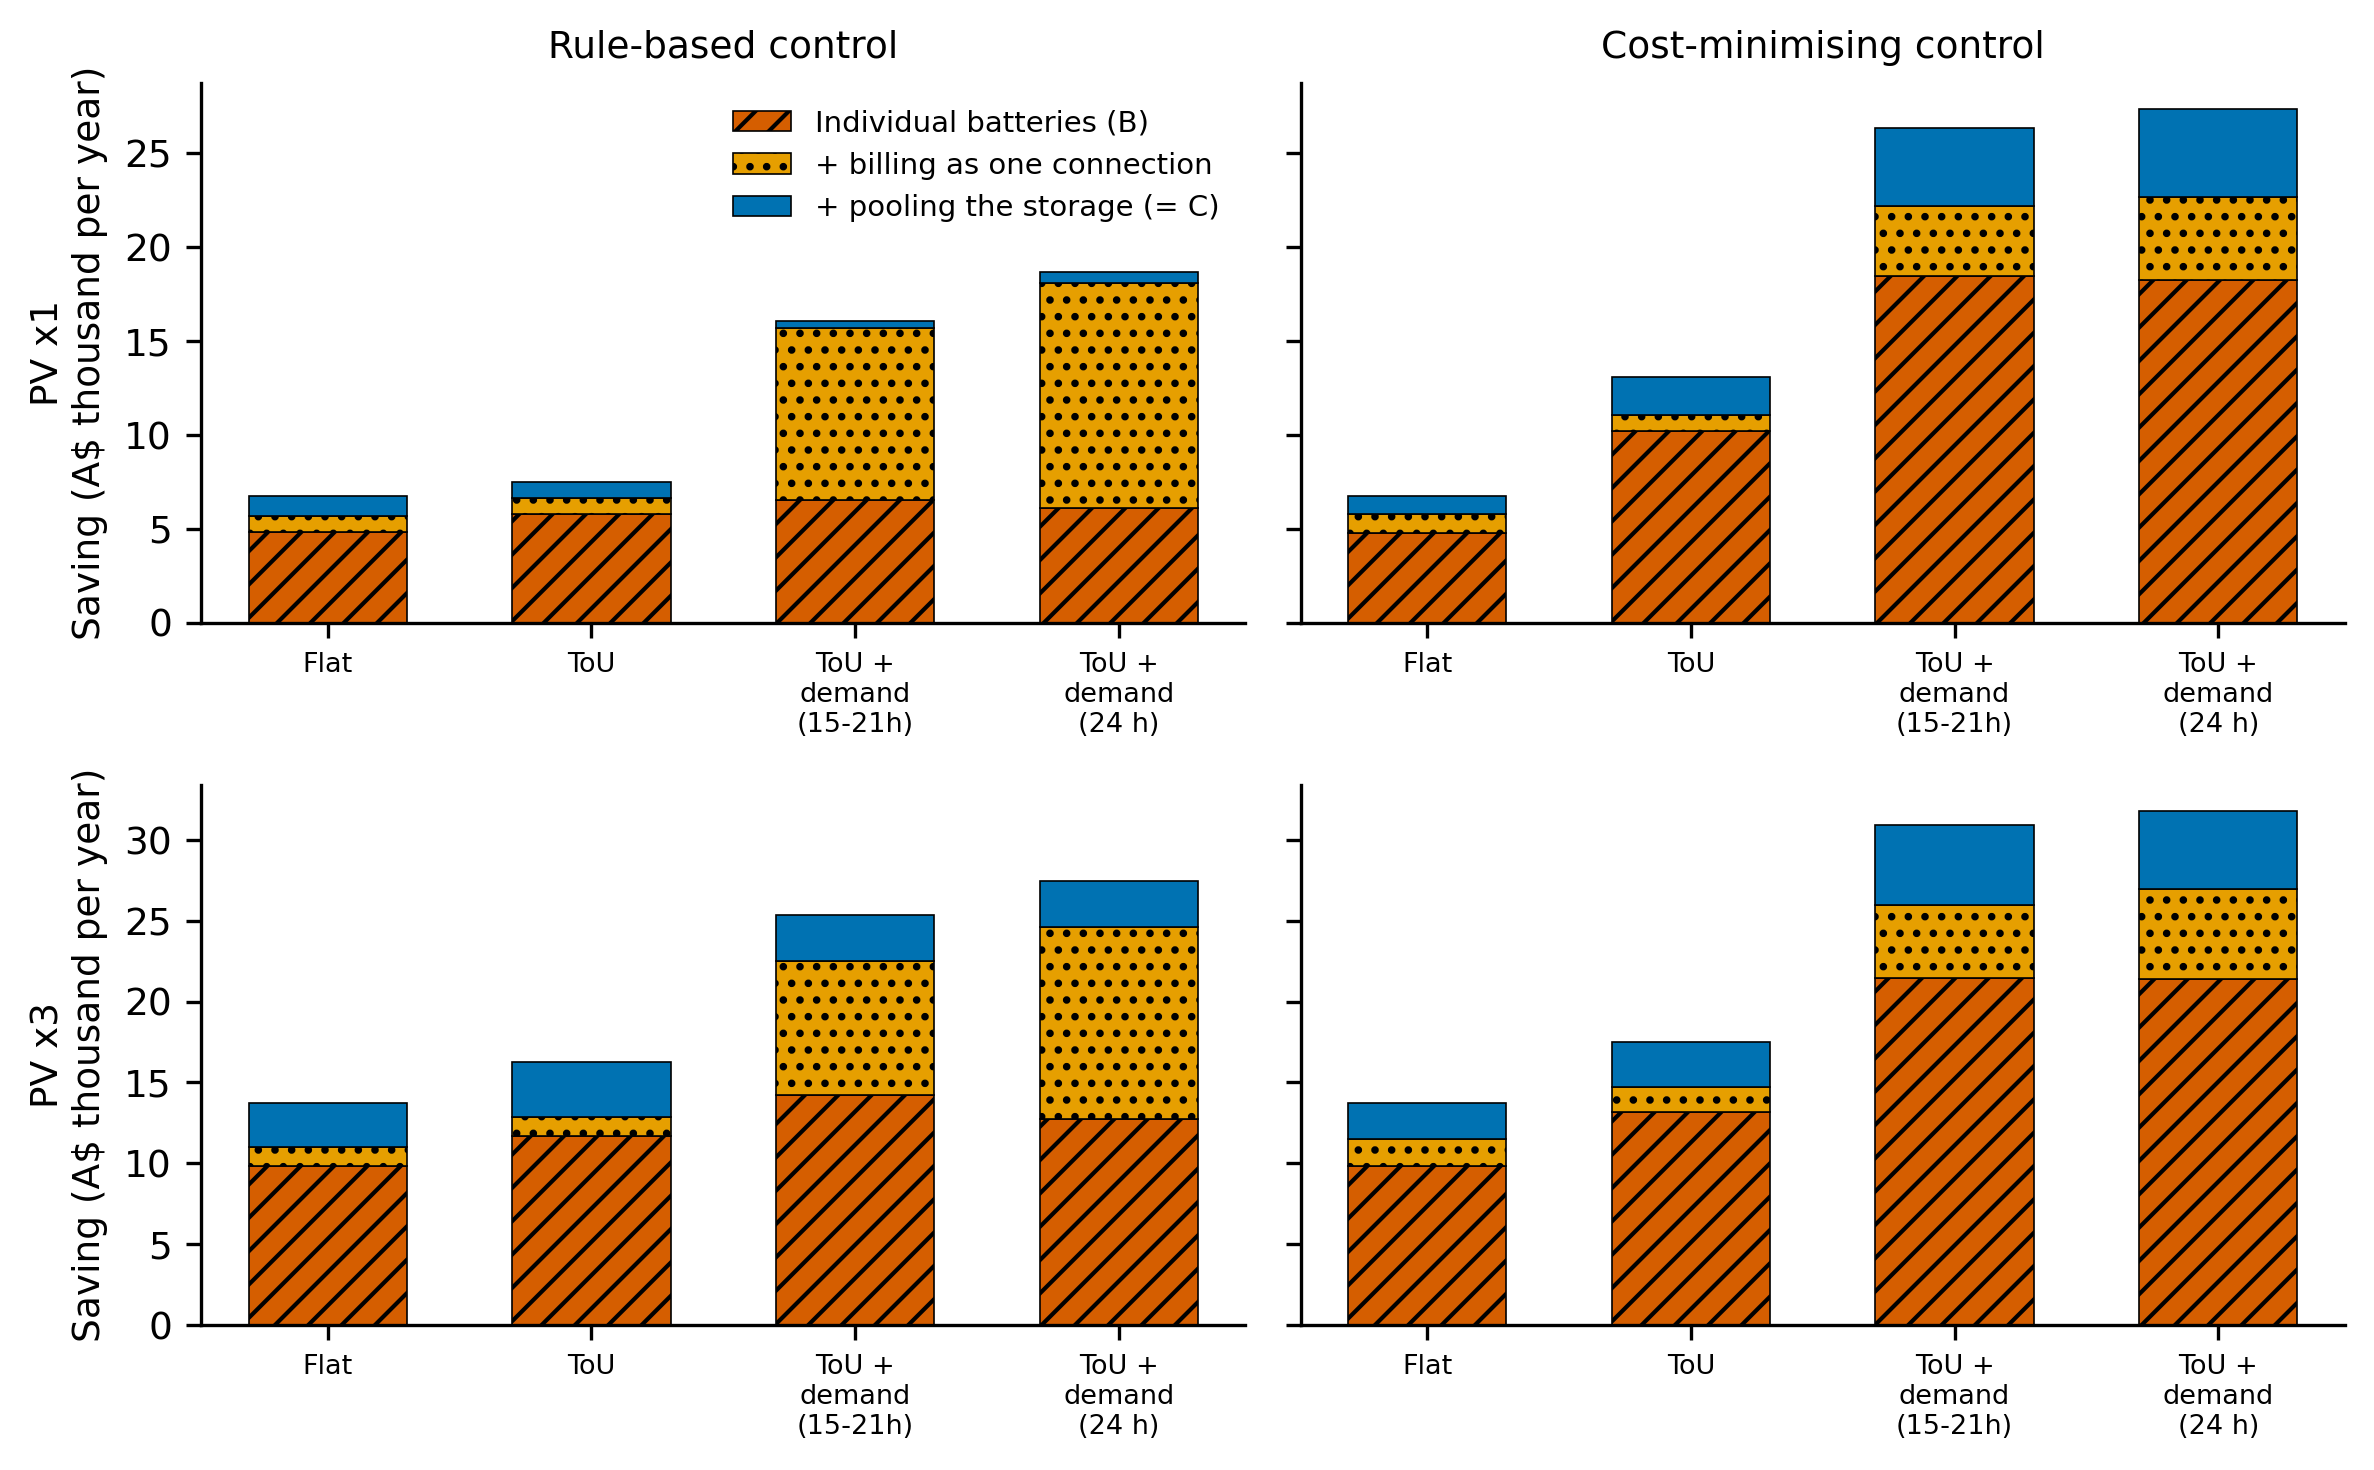 Rule-based control
Cost-minimising control
PV x1
Saving (A$ thousand per year)
25
20
15
10
5
0
Individual batteries (B)
+ billing as one connection
+ pooling the storage (= C)
Flat
ToU
ToU +
demand
(15-21h)
ToU +
demand
(24 h)
Flat
ToU
ToU +
demand
(15-21h)
ToU +
demand
(24 h)
PV x3
Saving (A$ thousand per year)
30
25
20
15
10
5
0
Flat
ToU
ToU +
demand
(15-21h)
ToU +
demand
(24 h)
Flat
ToU
ToU +
demand
(15-21h)
ToU +
demand
(24 h)